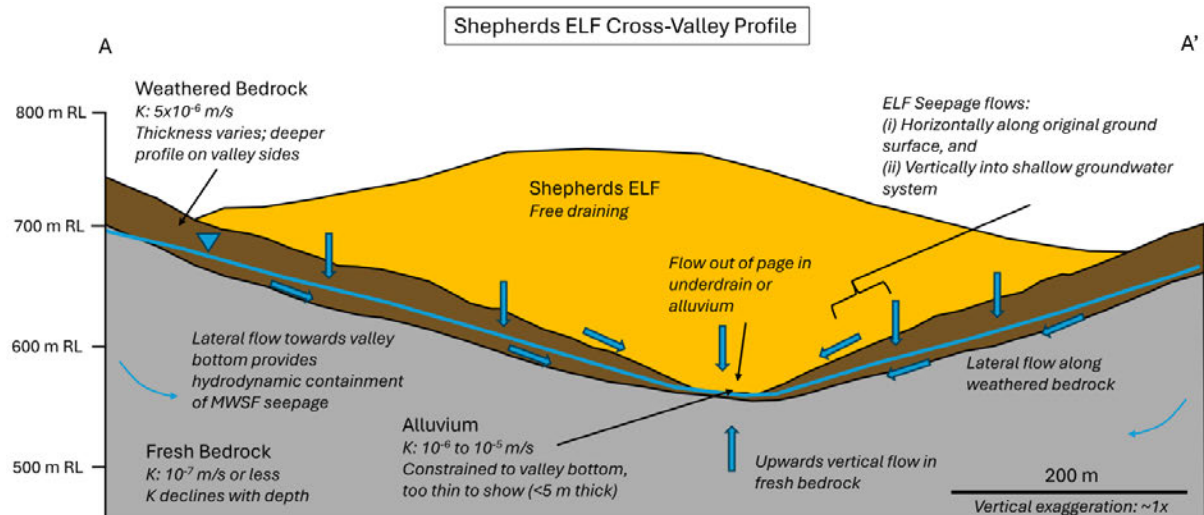 Shepherds ELF Cross-Valley Profile
A
A’
Weathered Bedrock
K: 5x10⁻⁶ m/s
Thickness varies; deeper
profile on valley sides
ELF Seepage flows:
(i) Horizontally along original ground
surface, and
(ii) Vertically into shallow groundwater
system
800 m RL
700 m RL
600 m RL
500 m RL
Shepherds ELF
Free draining
Flow out of page in
underdrain or
alluvium
Lateral flow towards valley
bottom provides
hydrodynamic containment
of MWSF seepage
Lateral flow along
weathered bedrock
Fresh Bedrock
K: 10⁻⁷ m/s or less
K declines with depth
Alluvium
K: 10⁻⁶ to 10⁻⁵ m/s
Constrained to valley bottom,
too thin to show (<5 m thick)
Upwards vertical flow in
fresh bedrock
200 m
Vertical exaggeration: ~1x